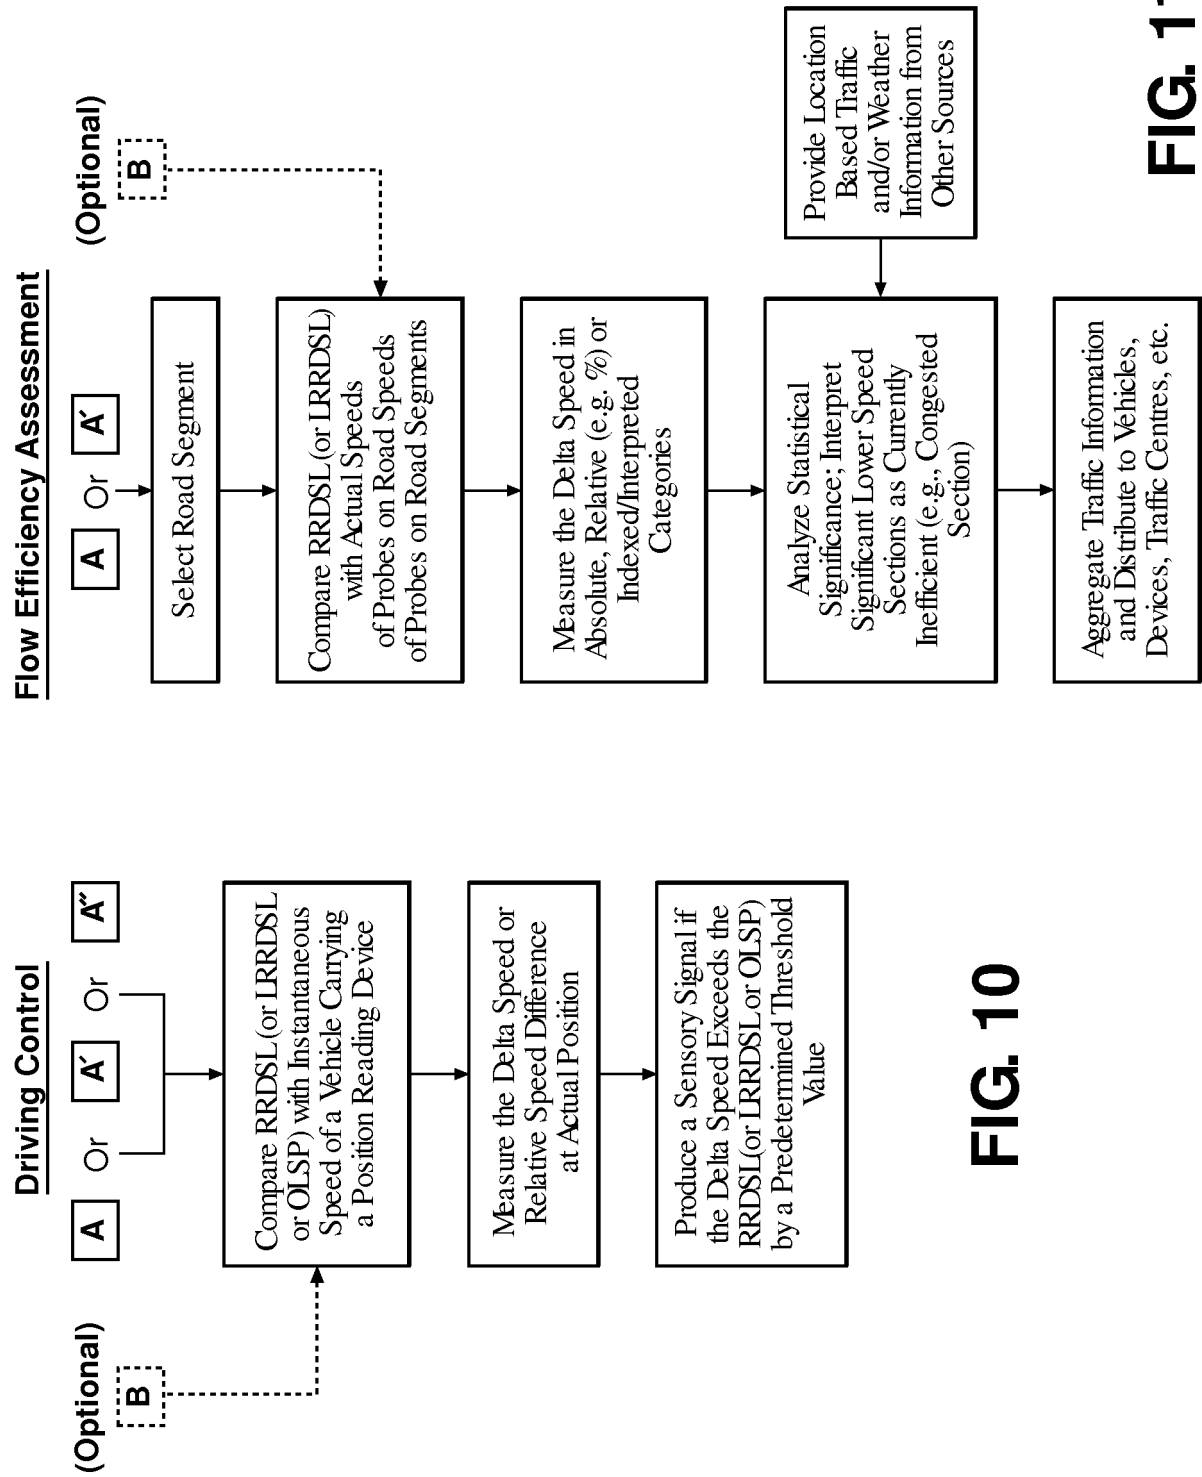 Driving Control
(Optional)
B
A Or A′ Or A″
Compare RRDSL (or LRRDSL
or OLSP) with Instantaneous
Speed of a Vehicle Carrying
a Position Reading Device
Measure the Delta Speed or
Relative Speed Difference
at Actual Position
Produce a Sensory Signal if
the Delta Speed Exceeds the
RRDSL(or LRRDSL or OLSP)
by a Predetermined Threshold
Value
FIG. 10
Flow Efficiency Assessment
A Or A′
(Optional)
B
Select Road Segment
Compare RRDSL (or LRRDSL)
with Actual Speeds
of Probes on Road Speeds
of Probes on Road Segments
Measure the Delta Speed in
Absolute, Relative (e.g. %) or
Indexed/Interpreted
Categories
Analyze Statistical
Significance; Interpret
Significant Lower Speed
Sections as Currently
Inefficient (e.g., Congested
Section)
Provide Location
Based Traffic
and/or Weather
Information from
Other Sources
Aggregate Traffic Information
and Distribute to Vehicles,
Devices, Traffic Centres, etc.
FIG. 11